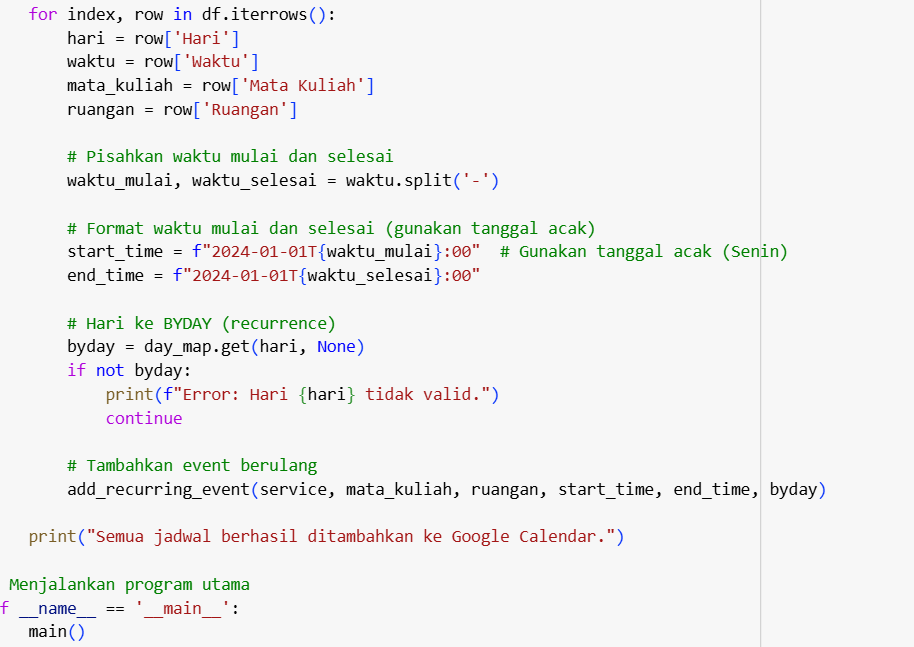 for index, row in df.iterrows():
hari = row['Hari']
waktu = row['Waktu']
mata_kuliah = row['Mata Kuliah']
ruangan = row['Ruangan']
# Pisahkan waktu mulai dan selesai
waktu_mulai, waktu_selesai = waktu.split('-')
# Format waktu mulai dan selesai (gunakan tanggal acak)
start_time = f"2024-01-01T{waktu_mulai}:00"  # Gunakan tanggal acak (Senin)
end_time = f"2024-01-01T{waktu_selesai}:00"
# Hari ke BYDAY (recurrence)
byday = day_map.get(hari, None)
if not byday:
print(f"Error: Hari {hari} tidak valid.")
continue
# Tambahkan event berulang
add_recurring_event(service, mata_kuliah, ruangan, start_time, end_time, byday)
print("Semua jadwal berhasil ditambahkan ke Google Calendar.")
Menjalankan program utama
f __name__ == '__main__':
main()